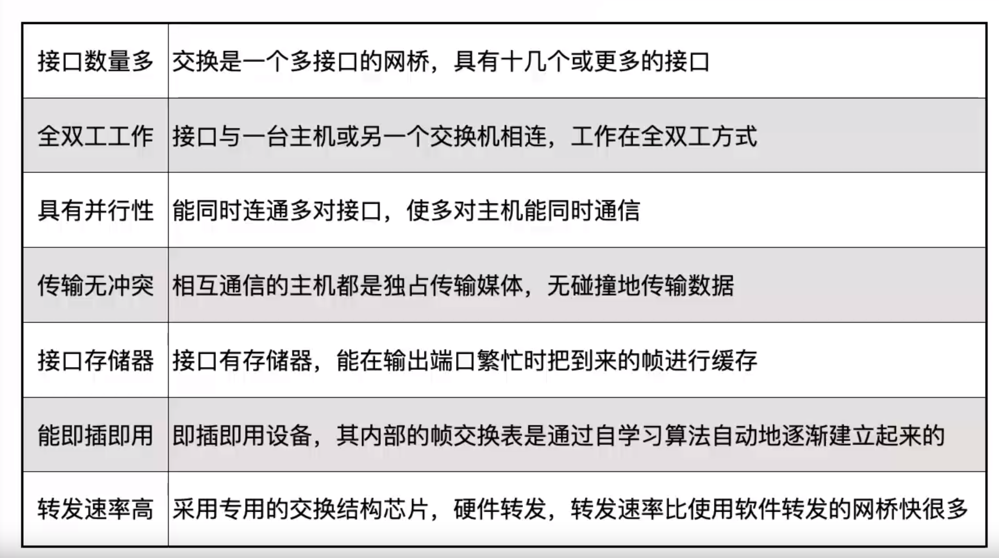 接口数量多 交换是一个多接口的网桥，具有十几个或更多的接口
全双工工作 接口与一台主机或另一个交换机相连，工作在全双工方式
具有并行性 能同时连通多对接口，使多对主机能同时通信
传输无冲突 相互通信的主机都是独占传输媒体，无碰撞地传输数据
接口存储器 接口有存储器，能在输出端口繁忙时把到来的帧进行缓存
能即插即用 即插即用设备，其内部的帧交换表是通过自学习算法自动地逐渐建立起来的
转发速率高 采用专用的交换结构芯片，硬件转发，转发速率比使用软件转发的网桥快很多